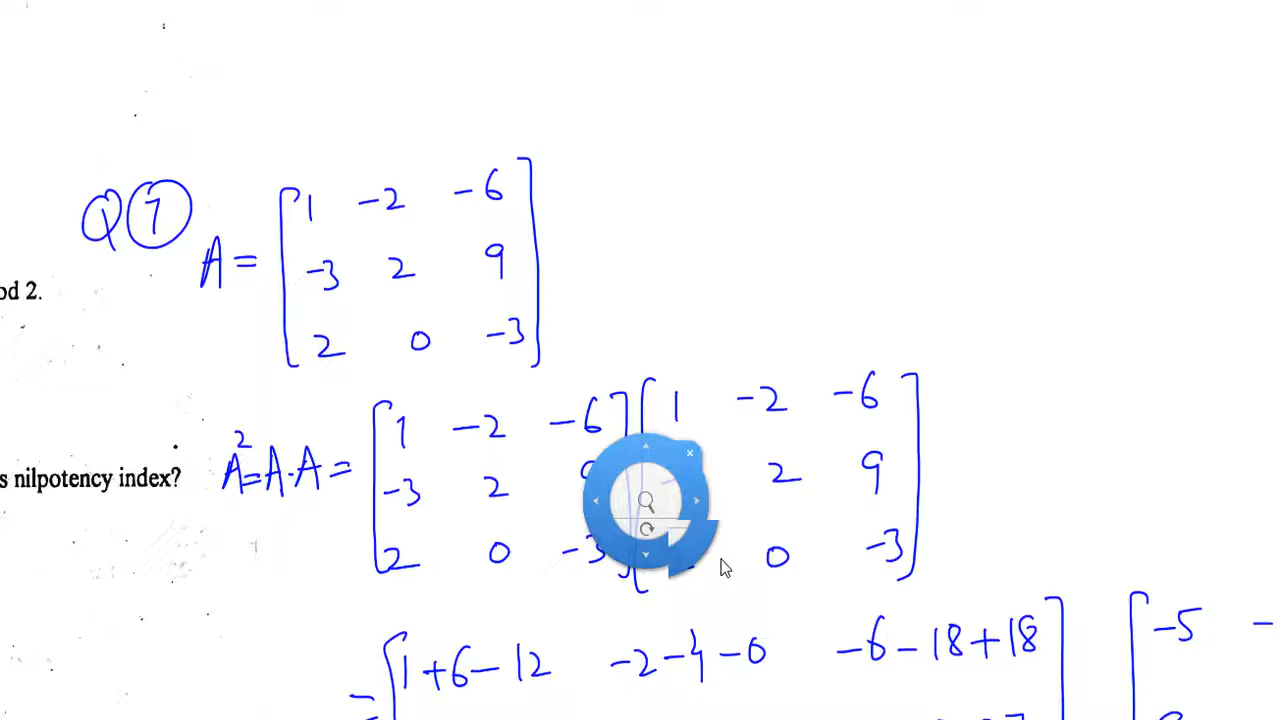 Q 7
A = [ 1 -2 -6
-3 2 9
2 0 -3 ]
od 2.
s nilpotency index?
A² = A·A = [ 1 -2 -6 ] [ 1 -2 -6 ]
-3 2 2 9
2 0 -3 0 -3
= [ 1+6-12 -2-4-0 -6-18+18 ] [ -5 -